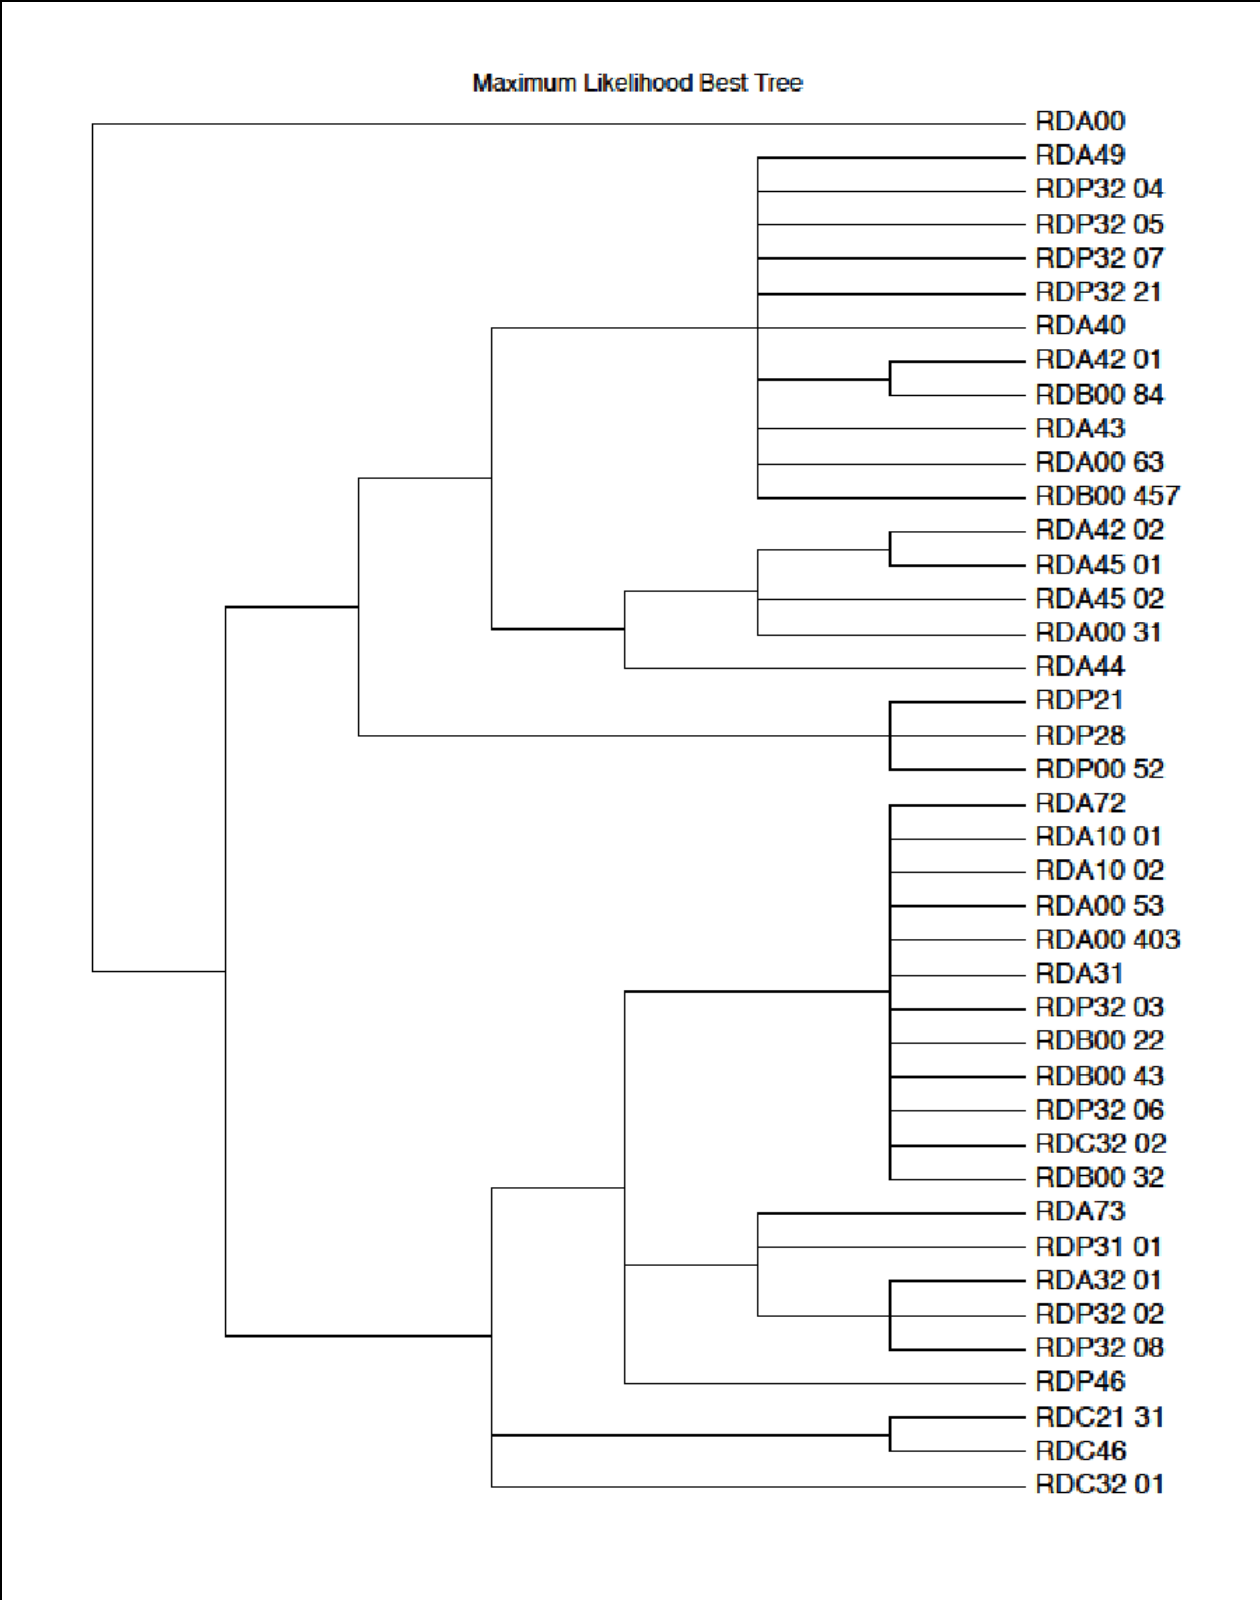 Maximum Likelihood Best Tree
RDA00
RDA49
RDP32 04
RDP32 05
RDP32 07
RDP32 21
RDA40
RDA42 01
RDB00 84
RDA43
RDA00 63
RDB00 457
RDA42 02
RDA45 01
RDA45 02
RDA00 31
RDA44
RDP21
RDP28
RDP00 52
RDA72
RDA10 01
RDA10 02
RDA00 53
RDA00 403
RDA31
RDP32 03
RDB00 22
RDB00 43
RDP32 06
RDC32 02
RDB00 32
RDA73
RDP31 01
RDA32 01
RDP32 02
RDP32 08
RDP46
RDC21 31
RDC46
RDC32 01